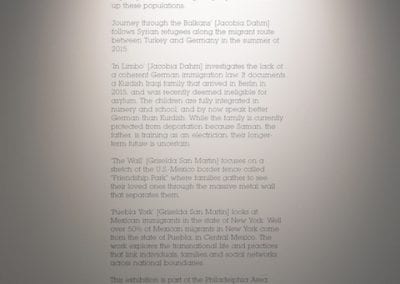 up these populations.
'Journey through the Balkans' [Jacobia Dahm]
follows Syrian refugees along the migrant route
between Turkey and Germany in the summer of
2015.
'In Limbo' [Jacobia Dahm] investigates the lack of
a coherent German immigration law. It documents
a Kurdish Iraqi family that arrived in Berlin in
2015, and was recently deemed ineligible for
asylum. The children are fully integrated in
nursery and school, and by now speak better
German than Kurdish. While the family is currently
protected from deportation because Saman, the
father, is training as an electrician, their longer-
term future is uncertain.
'The Wall' [Griselda San Martin] focuses on a
stretch of the U.S.-Mexico border fence called
"Friendship Park" where families gather to see
their loved ones through the massive metal wall
that separates them.
'Puebla York' [Griselda San Martin] looks at
Mexican immigrants in the state of New York. Well
over 50% of Mexican migrants in New York come
from the state of Puebla, in Central Mexico. The
work explores the transnational life and practices
that link individuals, families and social networks
across national boundaries.
This exhibition is part of the Philadelphia Area